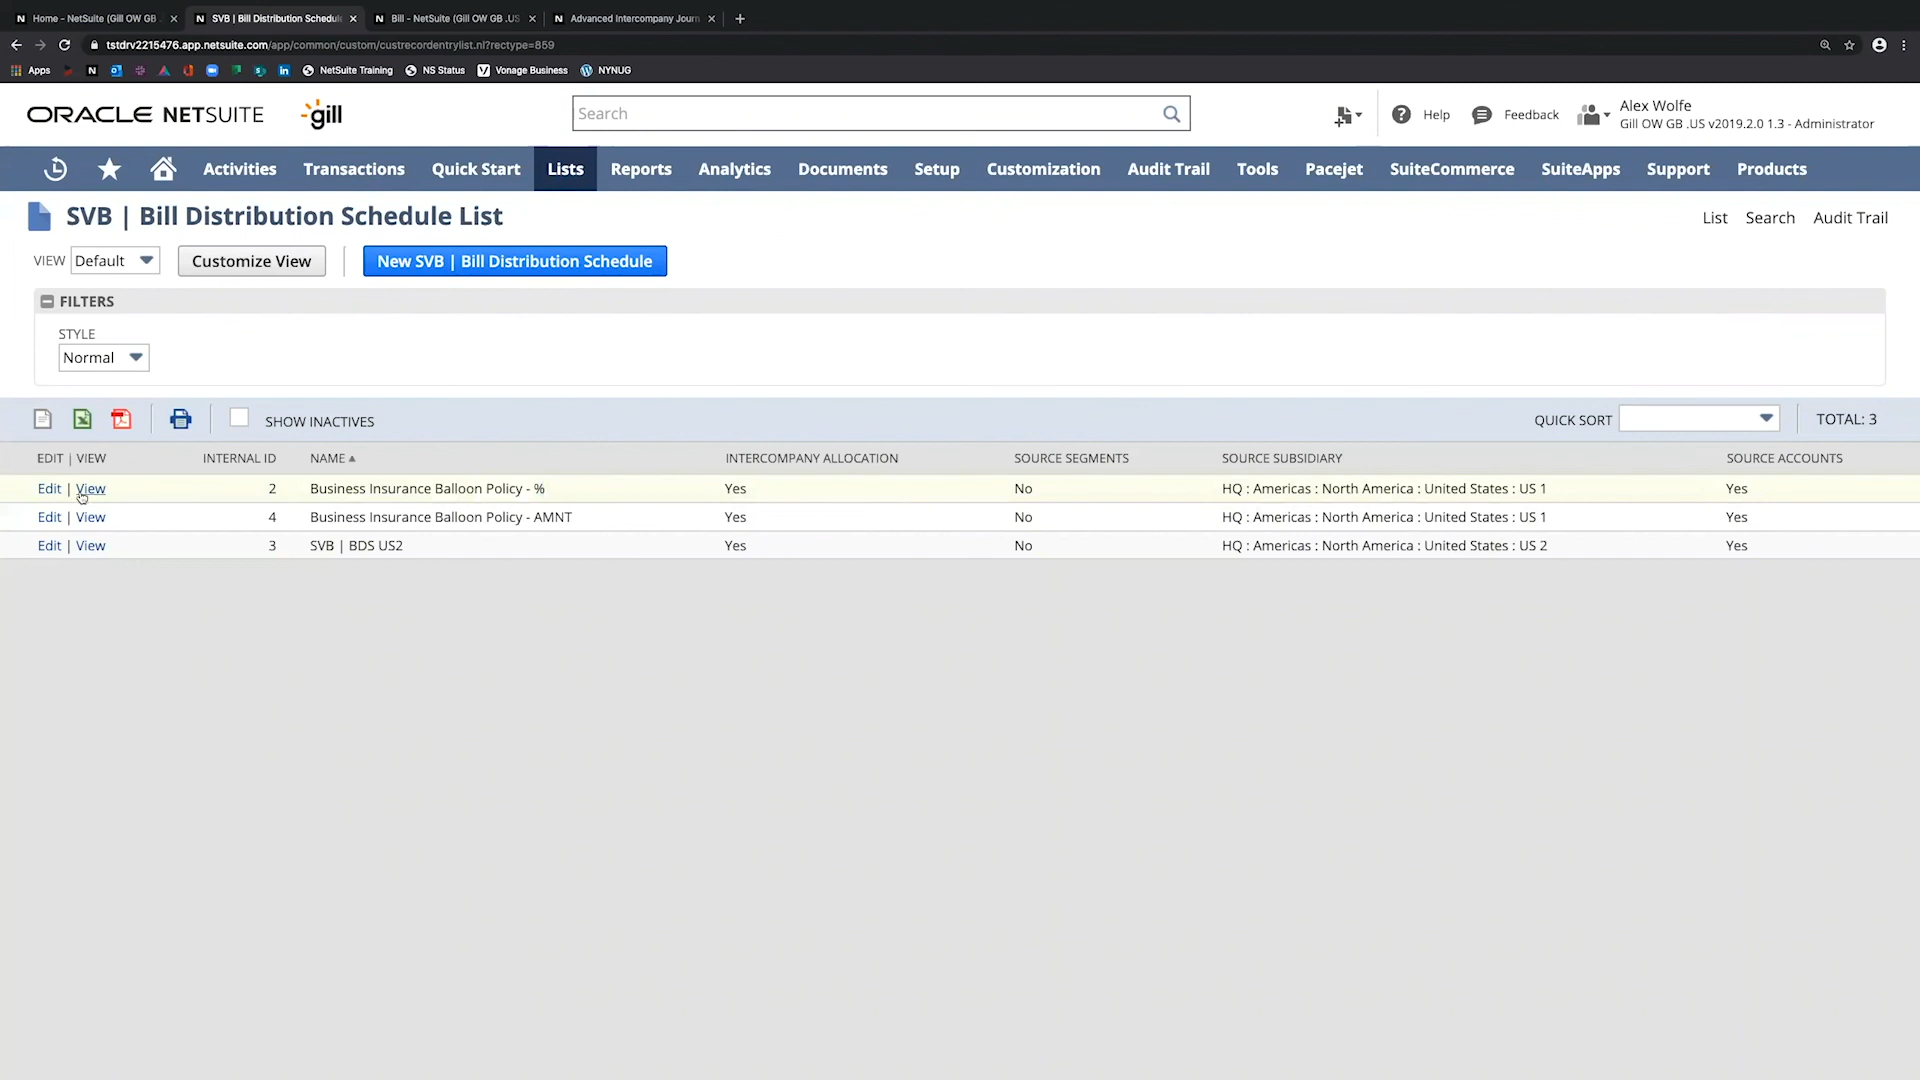 Home - NetSuite (Gill OW GB
SVB | Bill Distribution Schedul
Bill - NetSuite (Gill OW GB .US
Advanced Intercompany Journ
tstdrv2215476.app.netsuite.com/app/common/custom/custrecordentrylist.nl?rectype=859
Apps
NetSuite Training
NS Status
Vonage Business
NYNUG
ORACLE NETSUITE
gill
Search
Help
Feedback
Alex Wolfe
Gill OW GB .US v2019.2.0 1.3 - Administrator
Activities Transactions Quick Start Lists Reports Analytics Documents Setup Customization Audit Trail Tools Pacejet SuiteCommerce SuiteApps Support Products
SVB | Bill Distribution Schedule List
List Search Audit Trail
VIEW Default Customize View New SVB | Bill Distribution Schedule
FILTERS
STYLE
Normal
SHOW INACTIVES
QUICK SORT
TOTAL: 3
EDIT | VIEW INTERNAL ID NAME INTERCOMPANY ALLOCATION SOURCE SEGMENTS SOURCE SUBSIDIARY SOURCE ACCOUNTS
Edit | View 2 Business Insurance Balloon Policy - % Yes No HQ : Americas : North America : United States : US 1 Yes
Edit | View 4 Business Insurance Balloon Policy - AMNT Yes No HQ : Americas : North America : United States : US 1 Yes
Edit | View 3 SVB | BDS US2 Yes No HQ : Americas : North America : United States : US 2 Yes